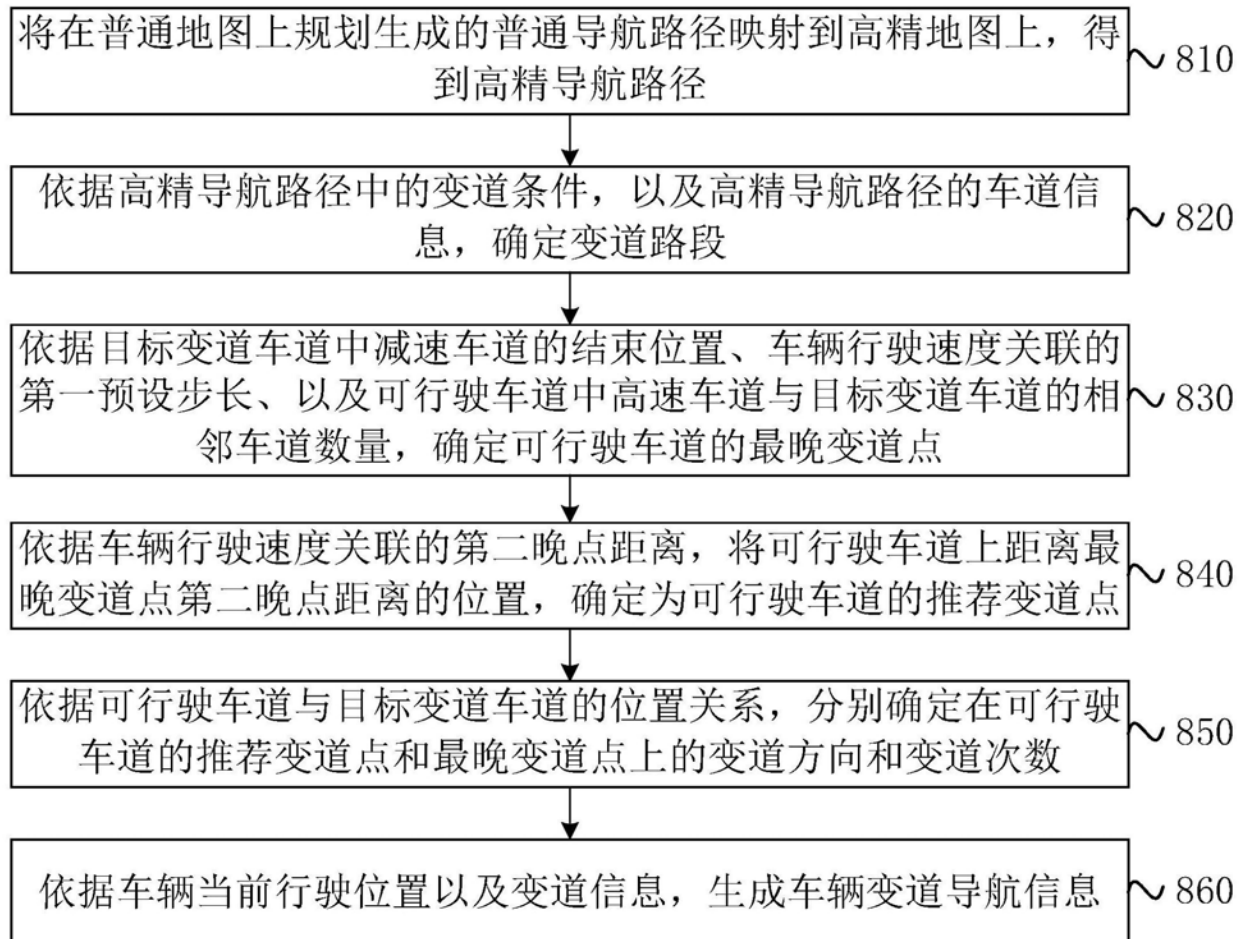 将在普通地图上规划生成的普通导航路径映射到高精地图上，得
到高精导航路径
810
依据高精导航路径中的变道条件，以及高精导航路径的车道信
息，确定变道路段
820
依据目标变道车道中减速车道的结束位置、车辆行驶速度关联的
第一预设步长、以及可行驶车道中高速车道与目标变道车道的相
邻车道数量，确定可行驶车道的最晚变道点
830
依据车辆行驶速度关联的第二晚点距离，将可行驶车道上距离最
晚变道点第二晚点距离的位置，确定为可行驶车道的推荐变道点
840
依据可行驶车道与目标变道车道的位置关系，分别确定在可行驶
车道的推荐变道点和最晚变道点上的变道方向和变道次数
850
依据车辆当前行驶位置以及变道信息，生成车辆变道导航信息
860